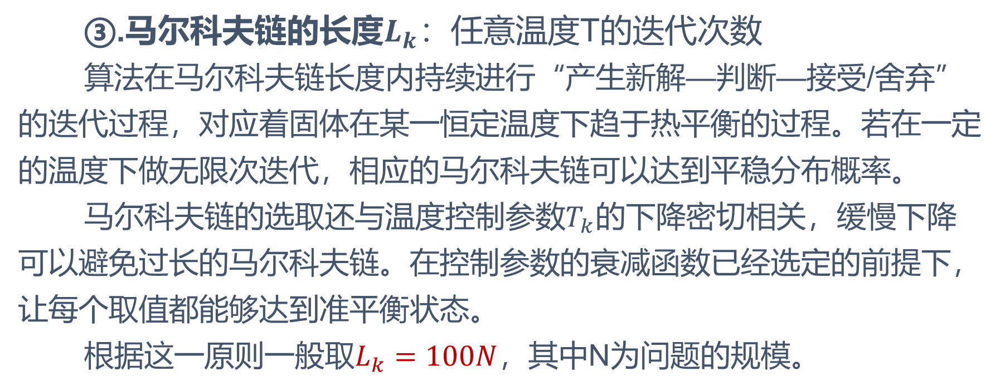 ③.马尔科夫链的长度L_k：任意温度T的迭代次数
算法在马尔科夫链长度内持续进行“产生新解—判断—接受/舍弃”
的迭代过程，对应着固体在某一恒定温度下趋于热平衡的过程。若在一定
的温度下做无限次迭代，相应的马尔科夫链可以达到平稳分布概率。
马尔科夫链的选取还与温度控制参数T_k的下降密切相关，缓慢下降
可以避免过长的马尔科夫链。在控制参数的衰减函数已经选定的前提下，
让每个取值都能够达到准平衡状态。
根据这一原则一般取L_k = 100N，其中N为问题的规模。